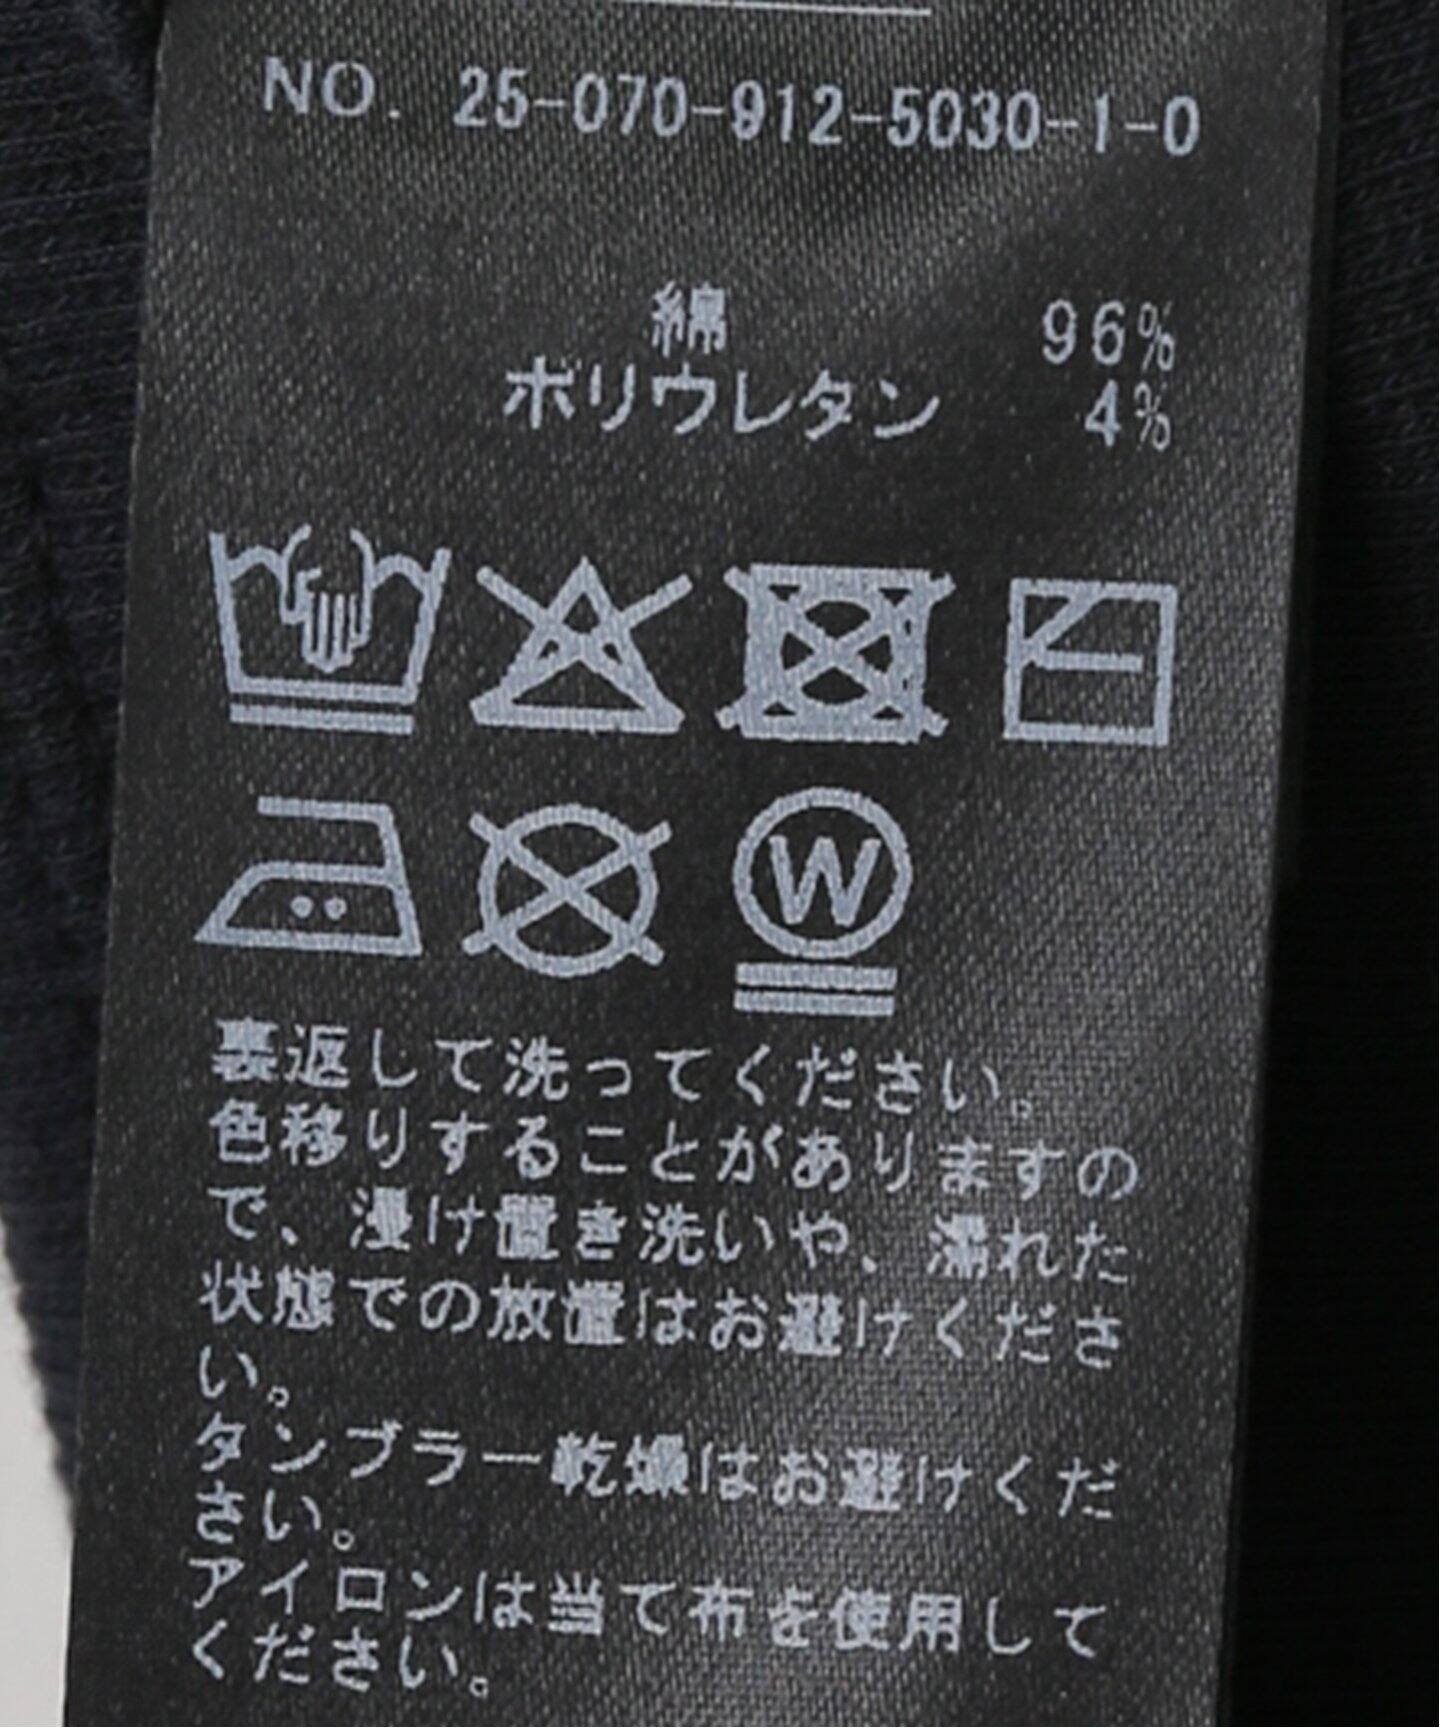 NO. 25-070-912-5030-1-0
綿 96%
ポリウレタン 4%
W
裏返して洗ってください。
色移りすることがありますの
で、浸け置き洗いや、濡れた
状態での放置はお避けくださ
い。
タンブラー乾燥はお避けくだ
さい。
アイロンは当て布を使用して
ください。